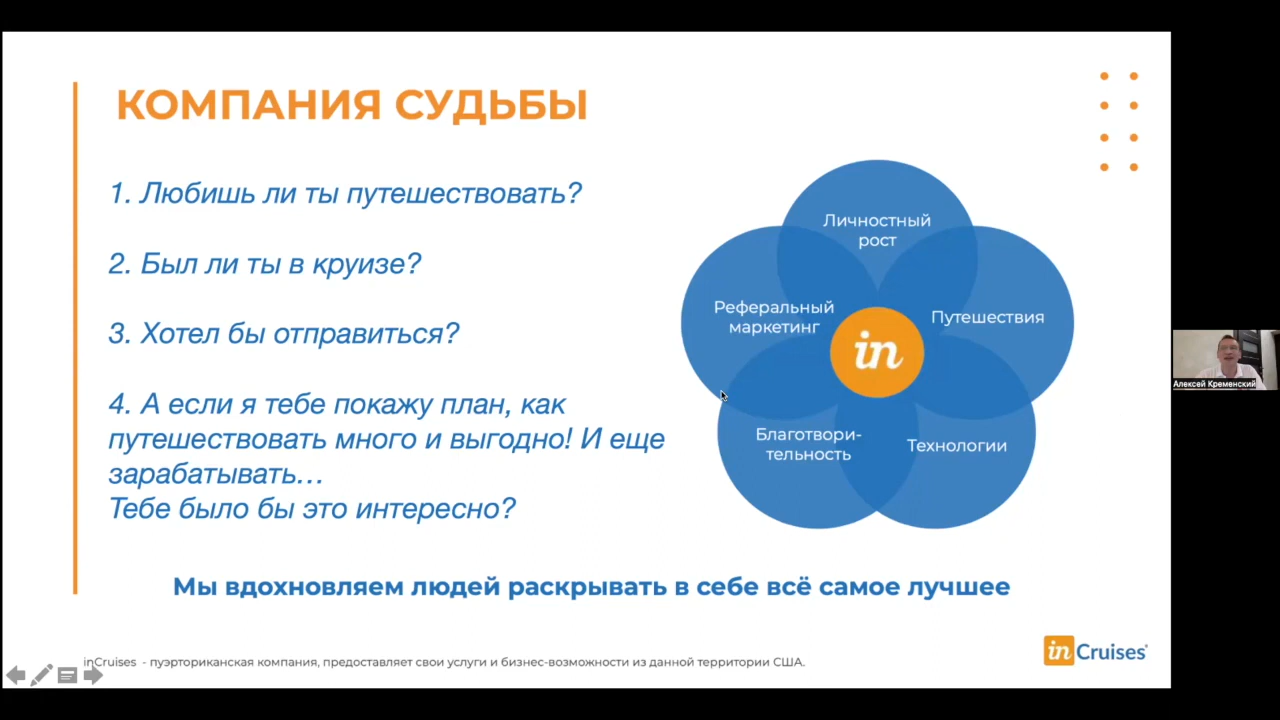 КОМПАНИЯ СУДЬБЫ
1. Любишь ли ты путешествовать?
2. Был ли ты в круизе?
3. Хотел бы отправиться?
4. А если я тебе покажу план, как
путешествовать много и выгодно! И еще
зарабатывать...
Тебе было бы это интересно?
Личностный
рост
Реферальный
маркетинг
Путешествия
in
Благотвори-
тельность
Технологии
Мы вдохновляем людей раскрывать в себе всё самое лучшее
inCruises - пуэрториканская компания, предоставляет свои услуги и бизнес-возможности из данной территории США.
in Cruises®
Алексей Кременский